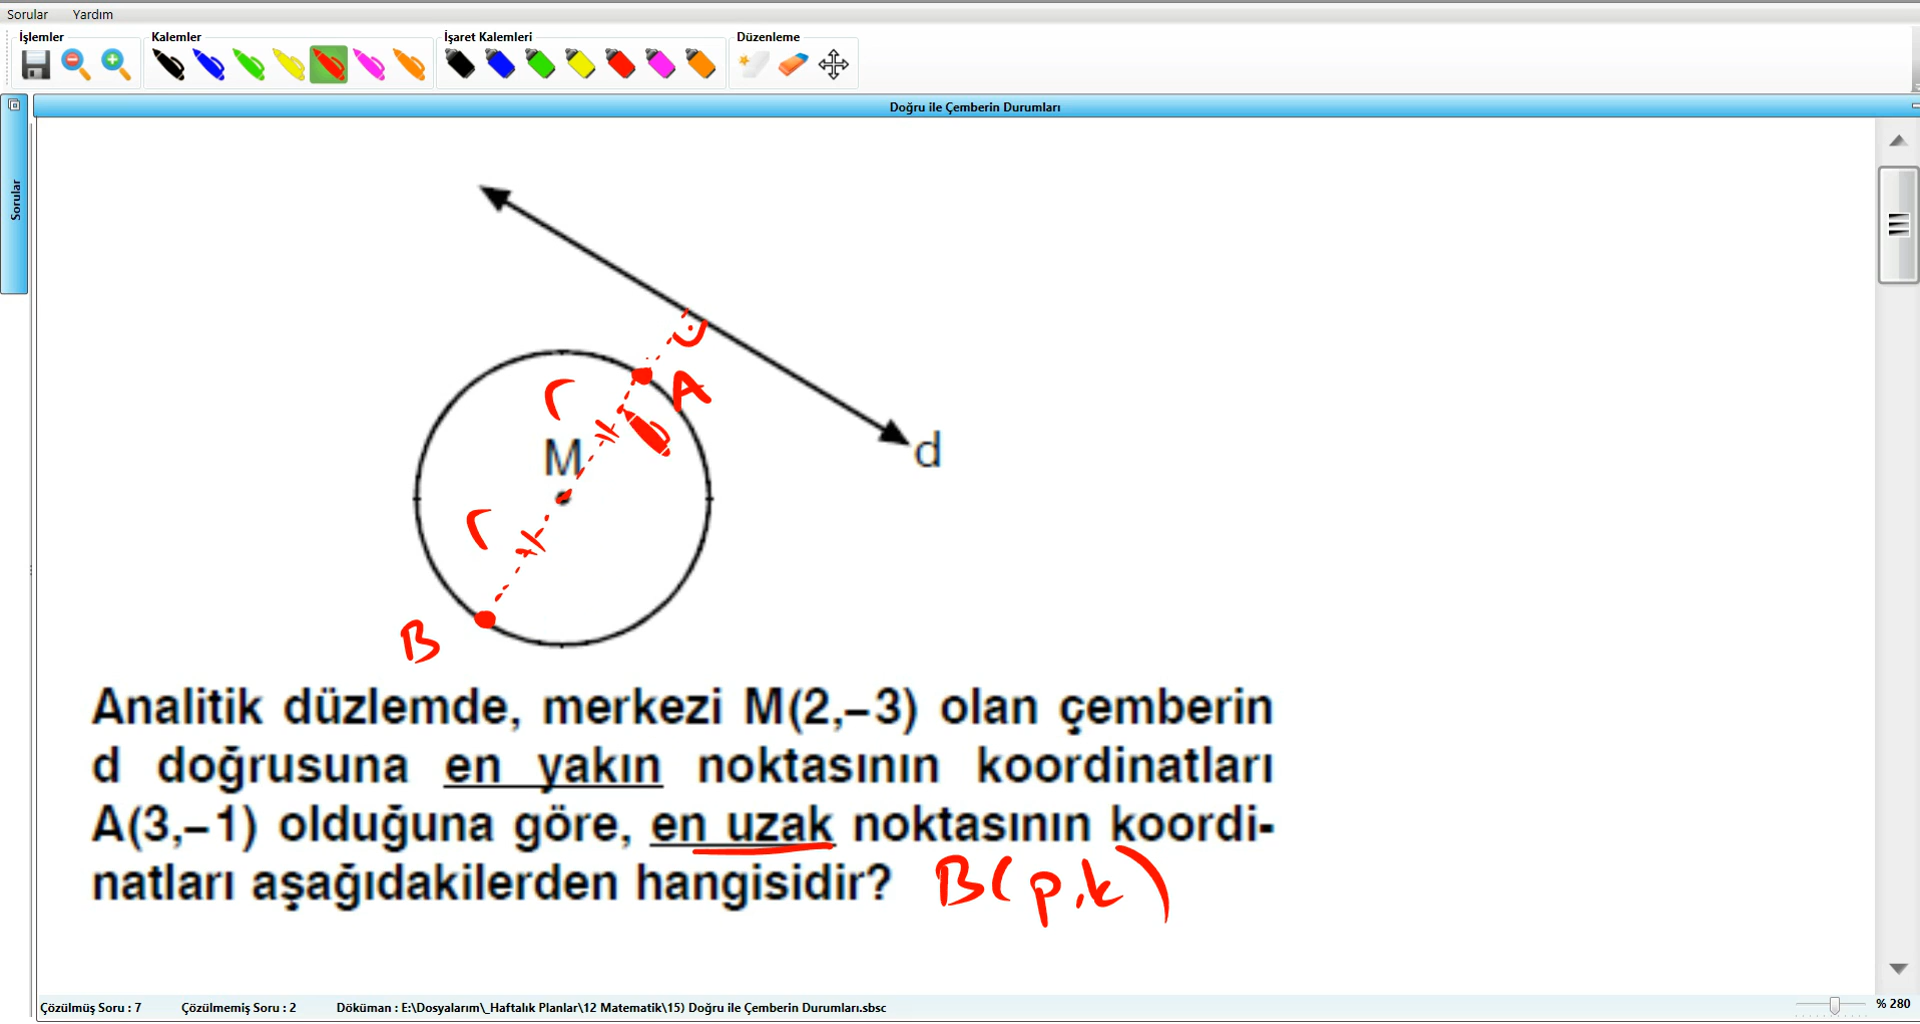 Sorular Yardım
İşlemler Kalemler İşaret Kalemleri Düzenleme
Doğru ile Çemberin Durumları
Sorular
d
r A
M
r
B
Analitik düzlemde, merkezi M(2,–3) olan çemberin
d doğrusuna en yakın noktasının koordinatları
A(3,–1) olduğuna göre, en uzak noktasının koordi-
natları aşağıdakilerden hangisidir? B(p,k)
Çözülmüş Soru : 7 Çözülmemiş Soru : 2 Döküman : E:\Dosyalarım\_Haftalık Planlar\12 Matematik\15) Doğru ile Çemberin Durumları.sbsc % 280